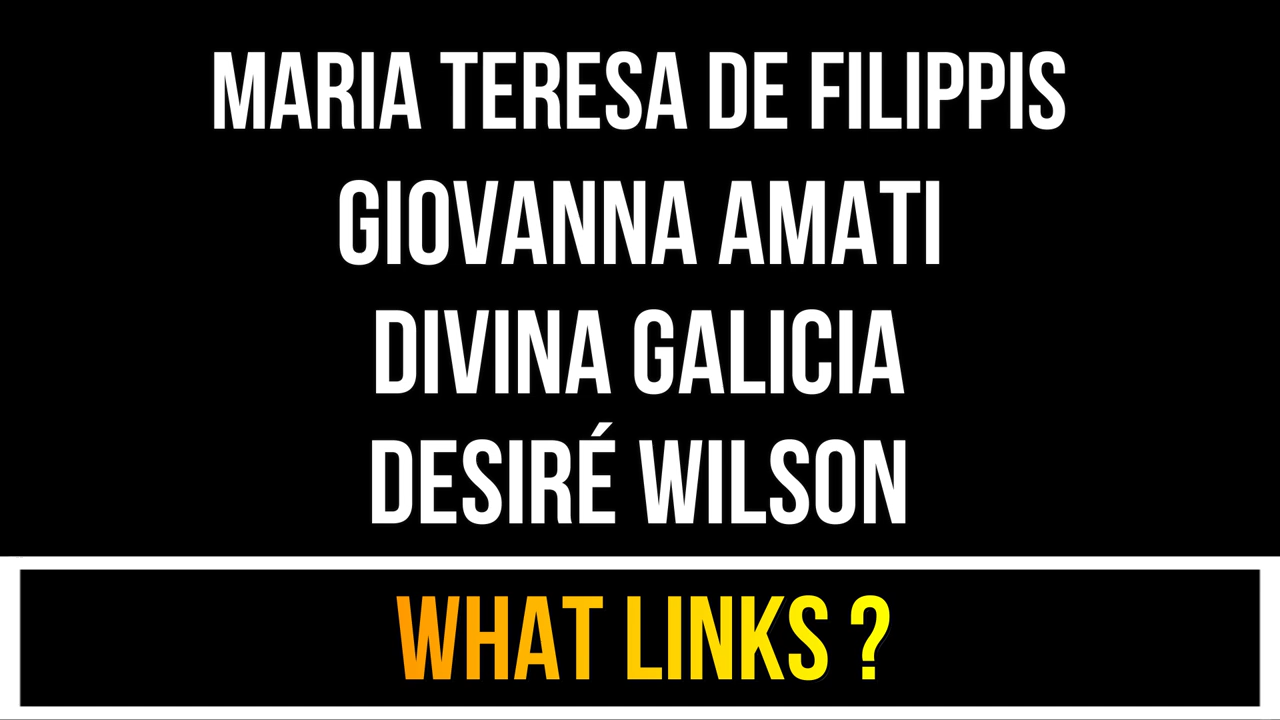 MARIA TERESA DE FILIPPIS
GIOVANNA AMATI
DIVINA GALICIA
DESIRÉ WILSON
WHAT LINKS ?